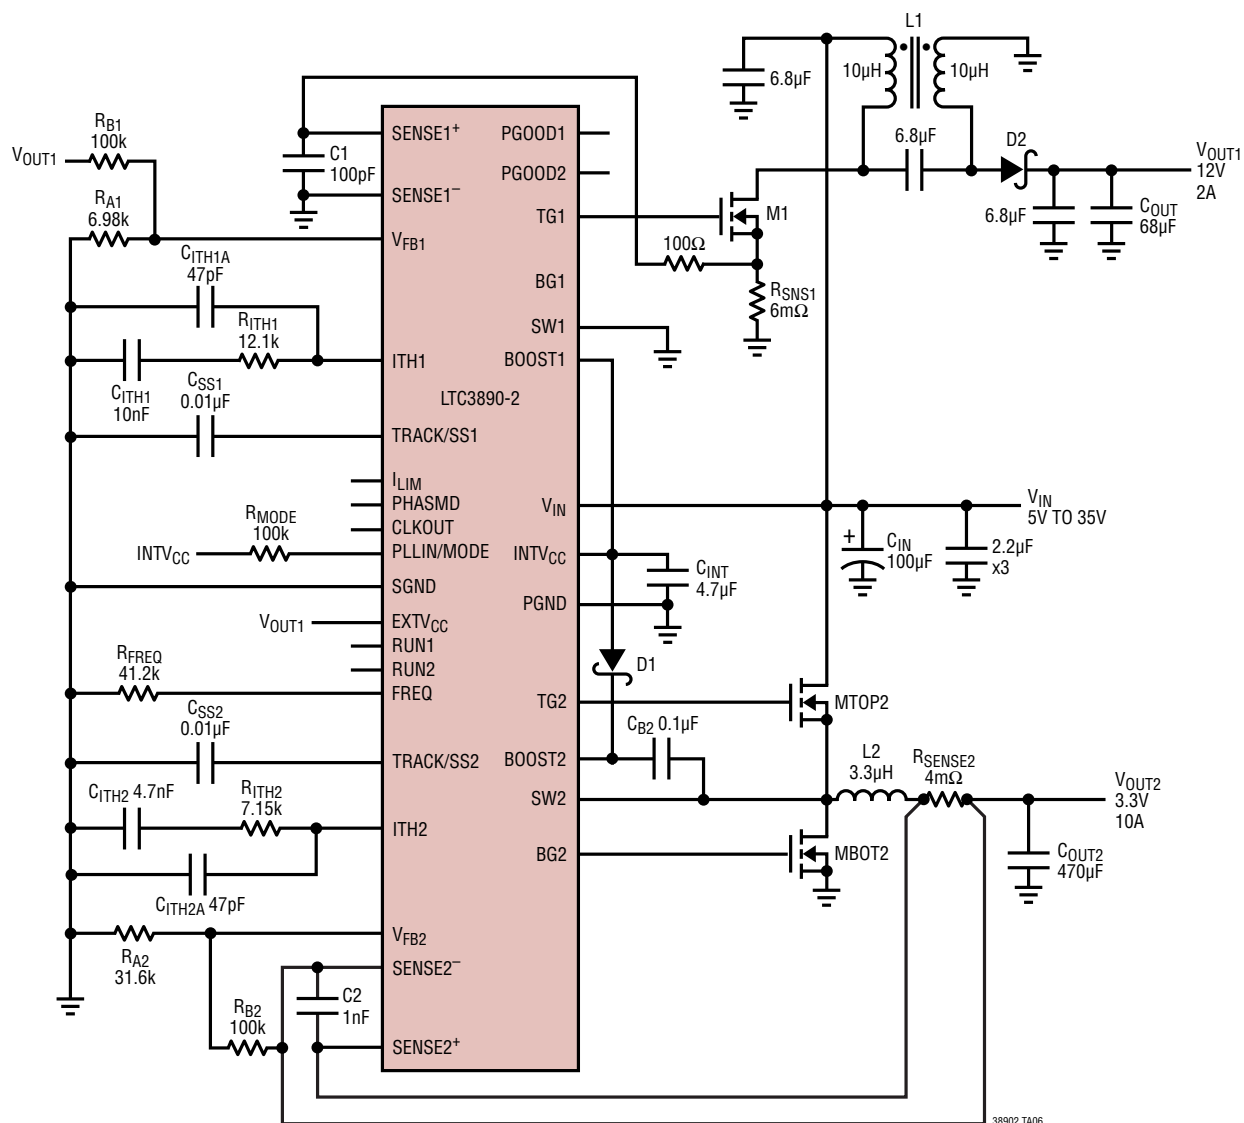 L1
10µH
10µH
6.8µF
6.8µF
D2
VOUT1
12V
2A
6.8µF
COUT
68µF
RB1
100k
VOUT1
RA1
6.98k
C1
100pF
SENSE1+
SENSE1–
VFB1
PGOOD1
PGOOD2
TG1
M1
100Ω
RSNS1
6mΩ
BG1
SW1
BOOST1
CITH1A
47pF
RITH1
12.1k
ITH1
CITH1
10nF
CSS1
0.01µF
LTC3890-2
TRACK/SS1
ILIM
PHASMD
CLKOUT
PLLIN/MODE
RMODE
100k
INTVCC
VIN
VIN
5V TO 35V
CIN
+
100µF
2.2µF
x3
INTVCC
CINT
4.7µF
PGND
SGND
VOUT1
EXTVCC
RUN1
RUN2
RFREQ
41.2k
FREQ
D1
TG2
MTOP2
CSS2
0.01µF
TRACK/SS2
CB2 0.1µF
BOOST2
L2
3.3µH
RSENSE2
4mΩ
VOUT2
3.3V
10A
SW2
CITH2 4.7nF
RITH2
7.15k
ITH2
BG2
MBOT2
COUT2
470µF
CITH2A 47pF
VFB2
RA2
31.6k
SENSE2–
C2
1nF
RB2
100k
SENSE2+
38902 TA06